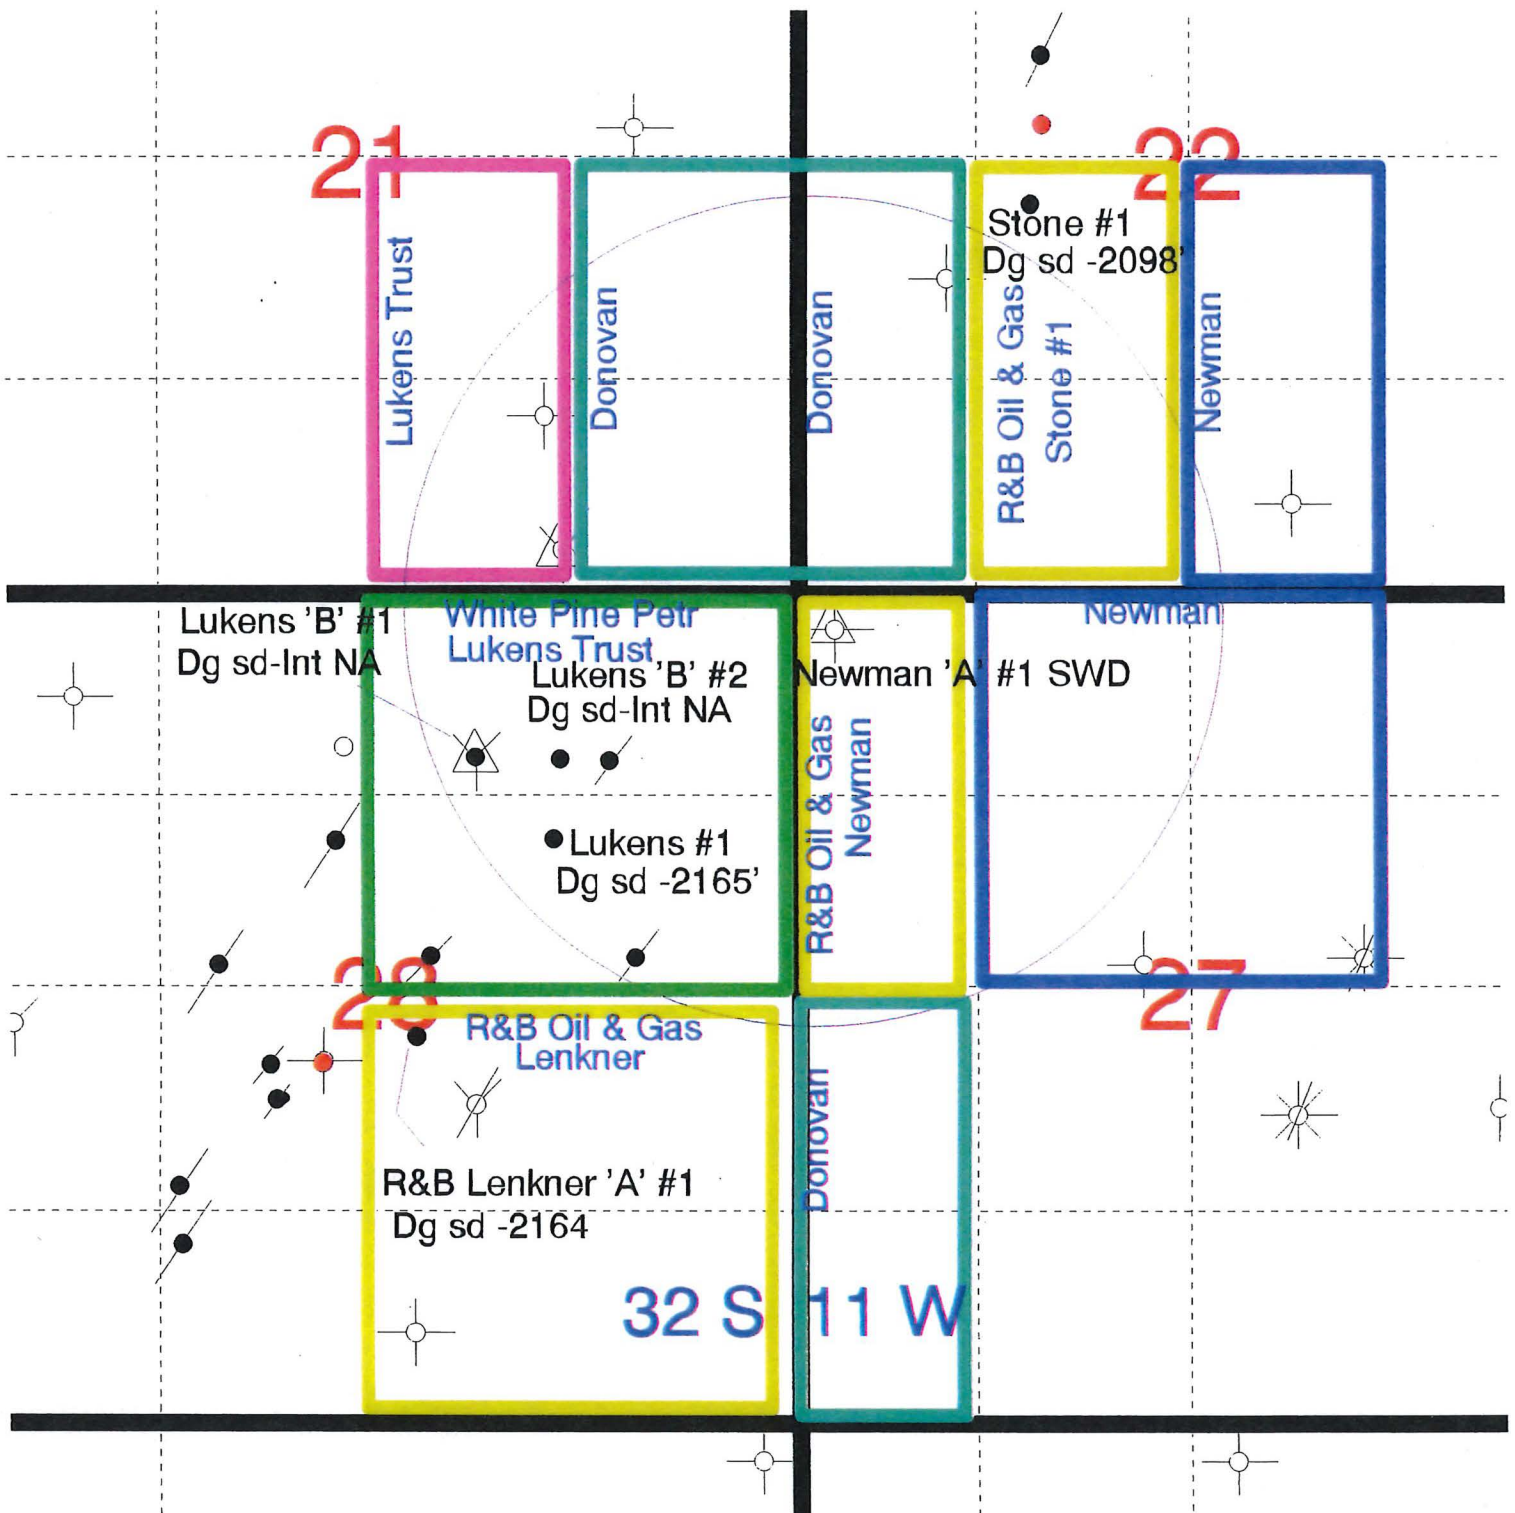 21
22
Stone #1
Dg sd -2098'
Lukens Trust
Donovan
Donovan
R&B Oil & Gas
Stone #1
Newman
Lukens 'B' #1
Dg sd-Int NA
White Pine Petr
Lukens Trust
Newman
Lukens 'B' #2
Dg sd-Int NA
Newman 'A' #1 SWD
R&B Oil & Gas
Newman
Lukens #1
Dg sd -2165'
28
27
R&B Oil & Gas
Lenkner
Donovan
R&B Lenkner 'A' #1
Dg sd -2164
32 S 11 W